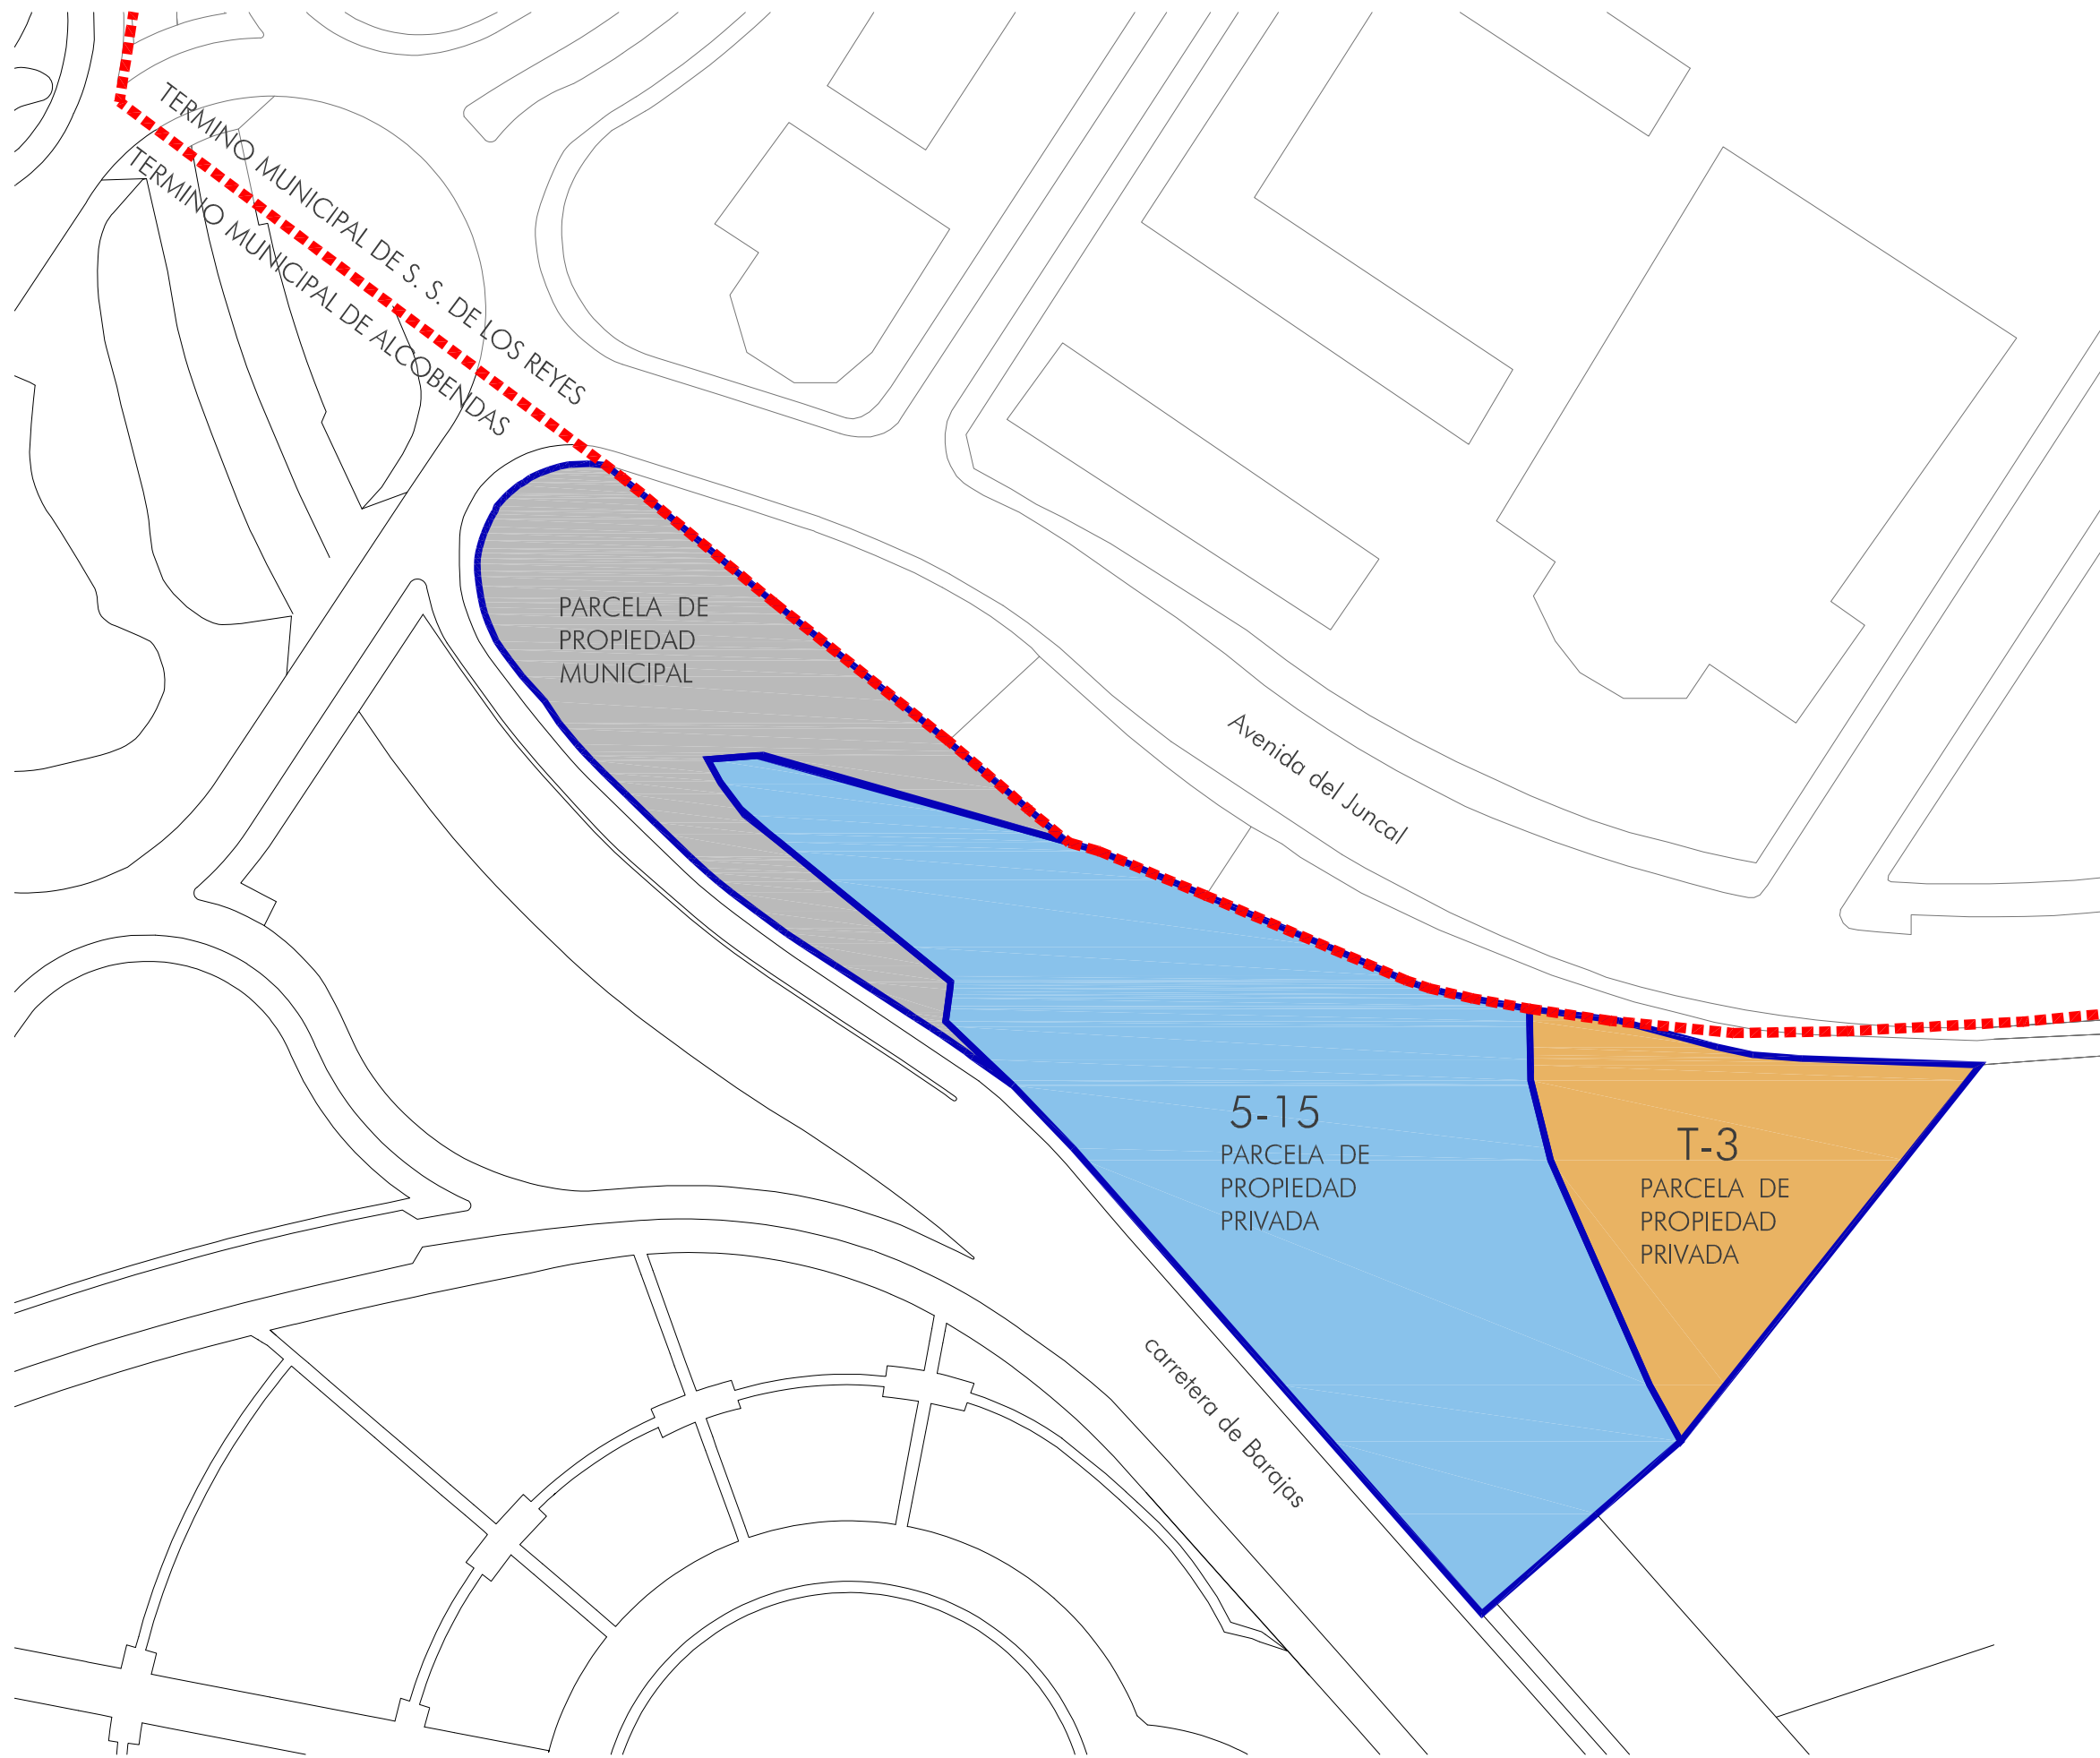 TERMINO MUNICIPAL DE S. S. DE LOS REYES
TERMINO MUNICIPAL DE ALCOBENDAS
PARCELA DE
PROPIEDAD
MUNICIPAL
Avenida del Juncal
5-15
PARCELA DE
PROPIEDAD
PRIVADA
T-3
PARCELA DE
PROPIEDAD
PRIVADA
carretera de Barajas